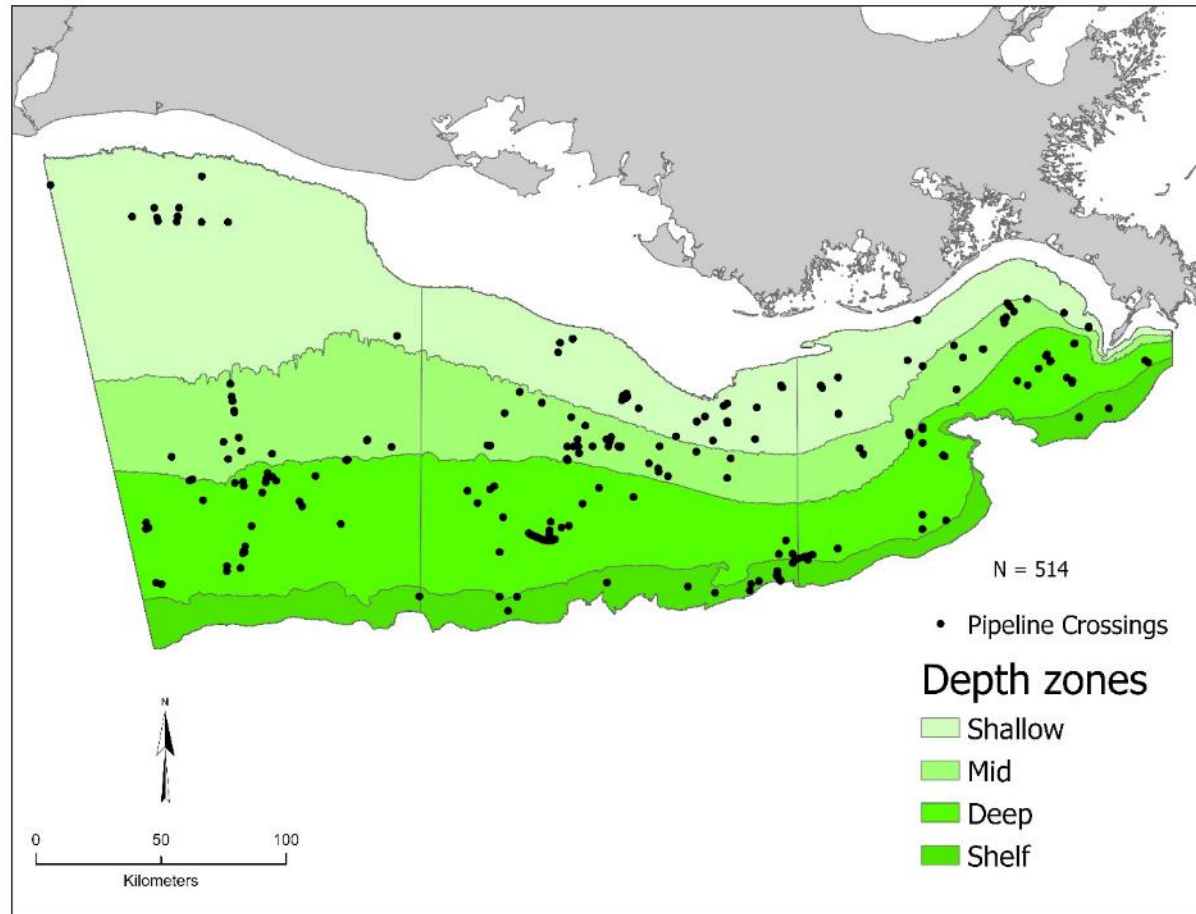 N = 514
Pipeline Crossings
Depth zones
Shallow
Mid
Deep
Shelf
N
0 50 100
Kilometers